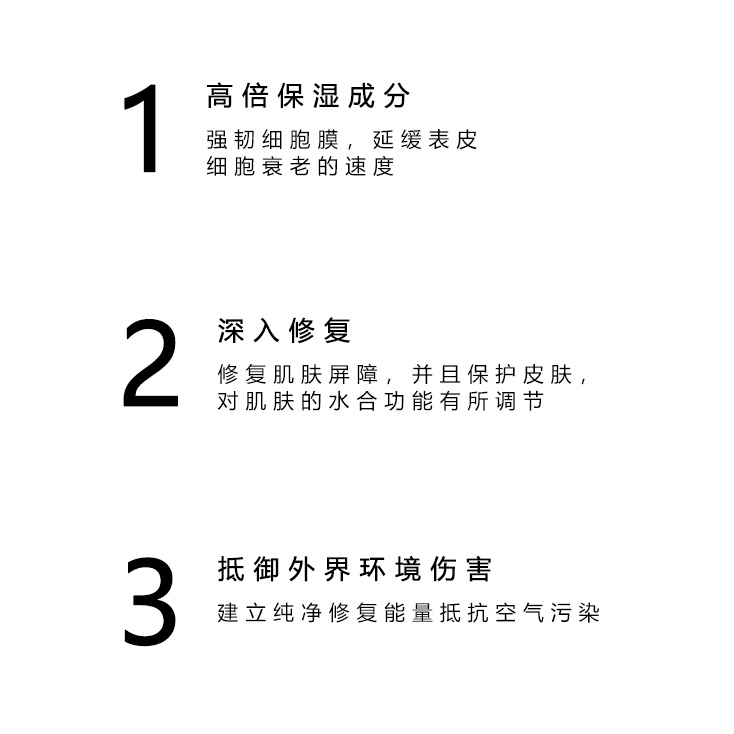 1
高倍保湿成分
强韧细胞膜，延缓表皮
细胞衰老的速度
2
深入修复
修复肌肤屏障，并且保护皮肤，
对肌肤的水合功能有所调节
3
抵御外界环境伤害
建立纯净修复能量抵抗空气污染